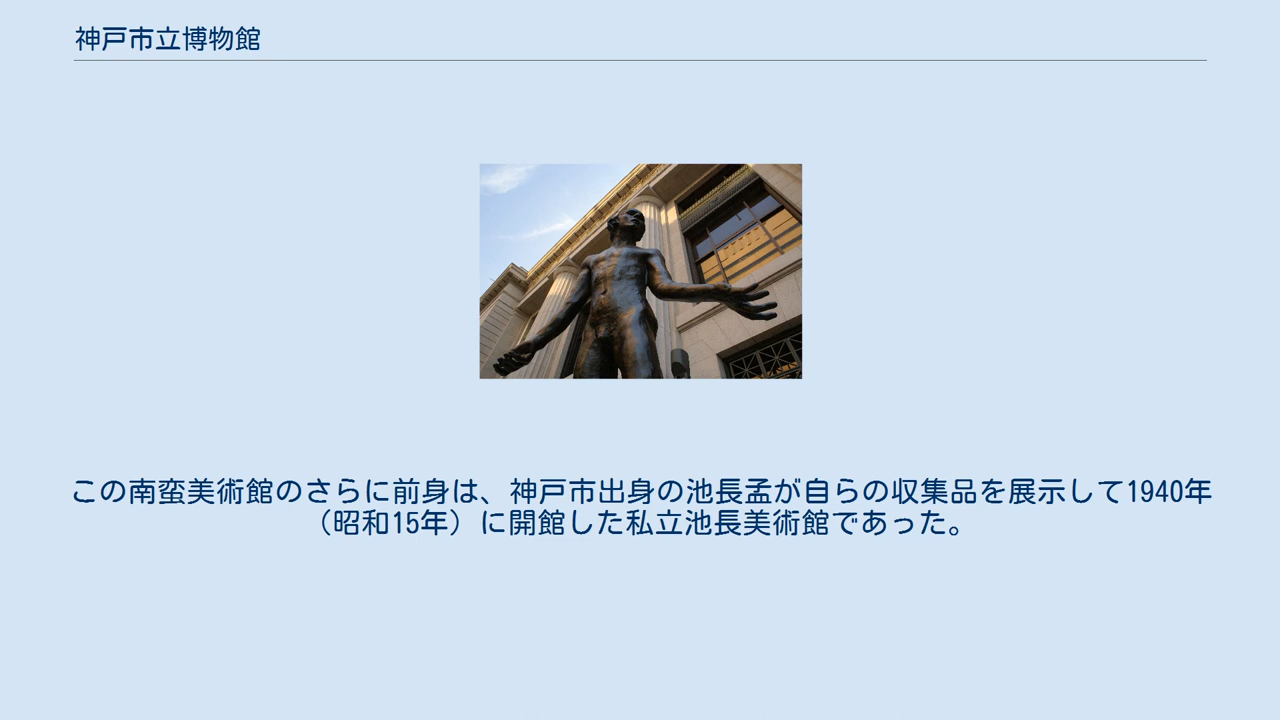 神戸市立博物館
この南蛮美術館のさらに前身は、神戸市出身の池長孟が自らの収集品を展示して1940年
（昭和15年）に開館した私立池長美術館であった。